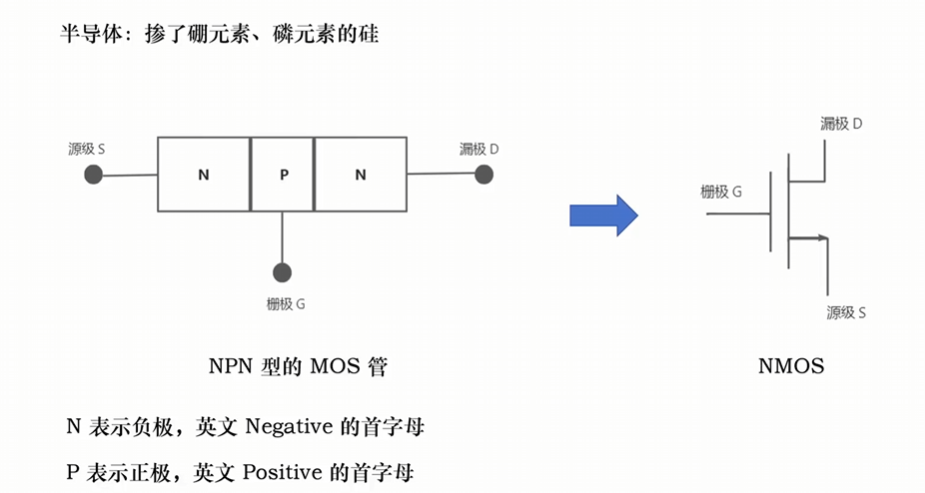 半导体：掺了硼元素、磷元素的硅
源级 S
漏极 D
N
P
N
栅极 G
漏极 D
栅极 G
源级 S
NPN 型的 MOS 管
NMOS
N 表示负极，英文 Negative 的首字母
P 表示正极，英文 Positive 的首字母